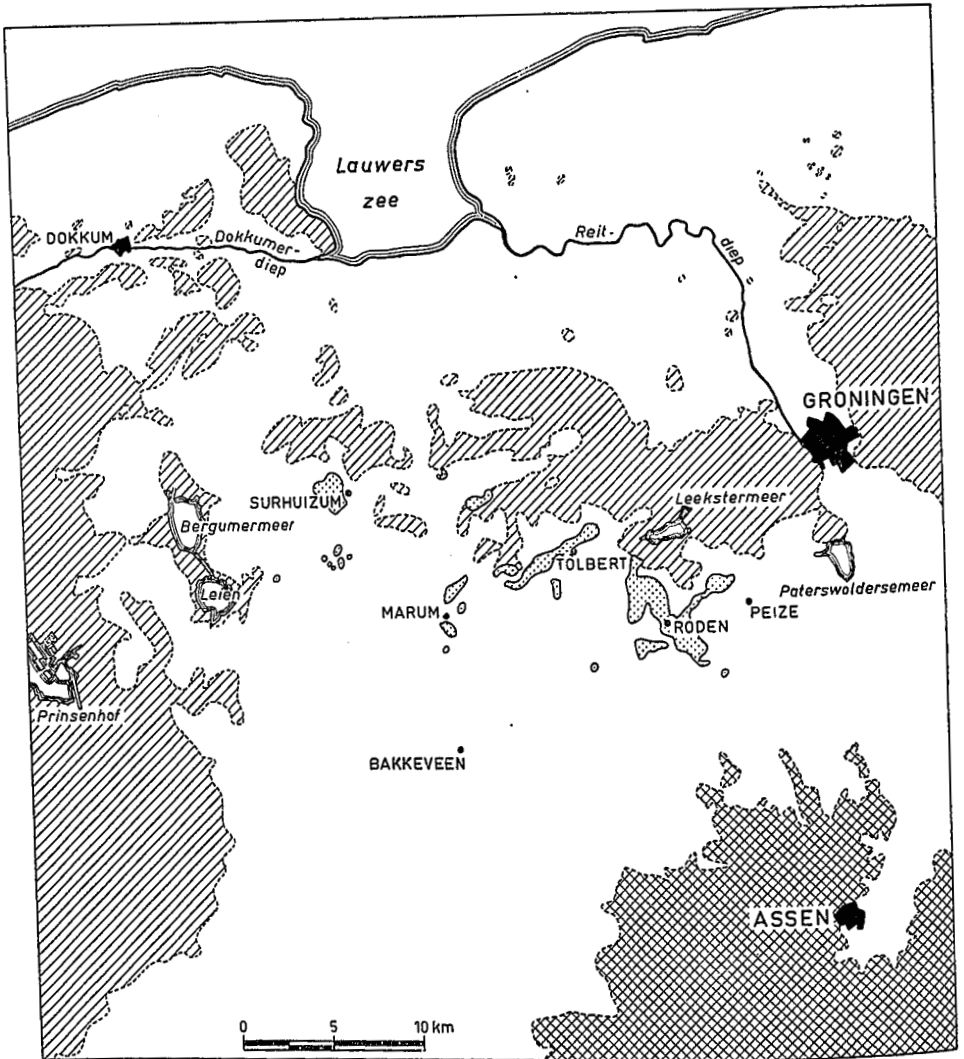 Lauwers
zee
DOKKUM
Dokkumer-
diep
Reit-
diep
GRONINGEN
SURHUIZUM
Leekstermeer
Bergumermeer
TOLBERT
Leien
Paterswoldersemeer
MARUM
PEIZE
RODEN
Prinsenhof
BAKKEVEEN
ASSEN
0 5 10 km